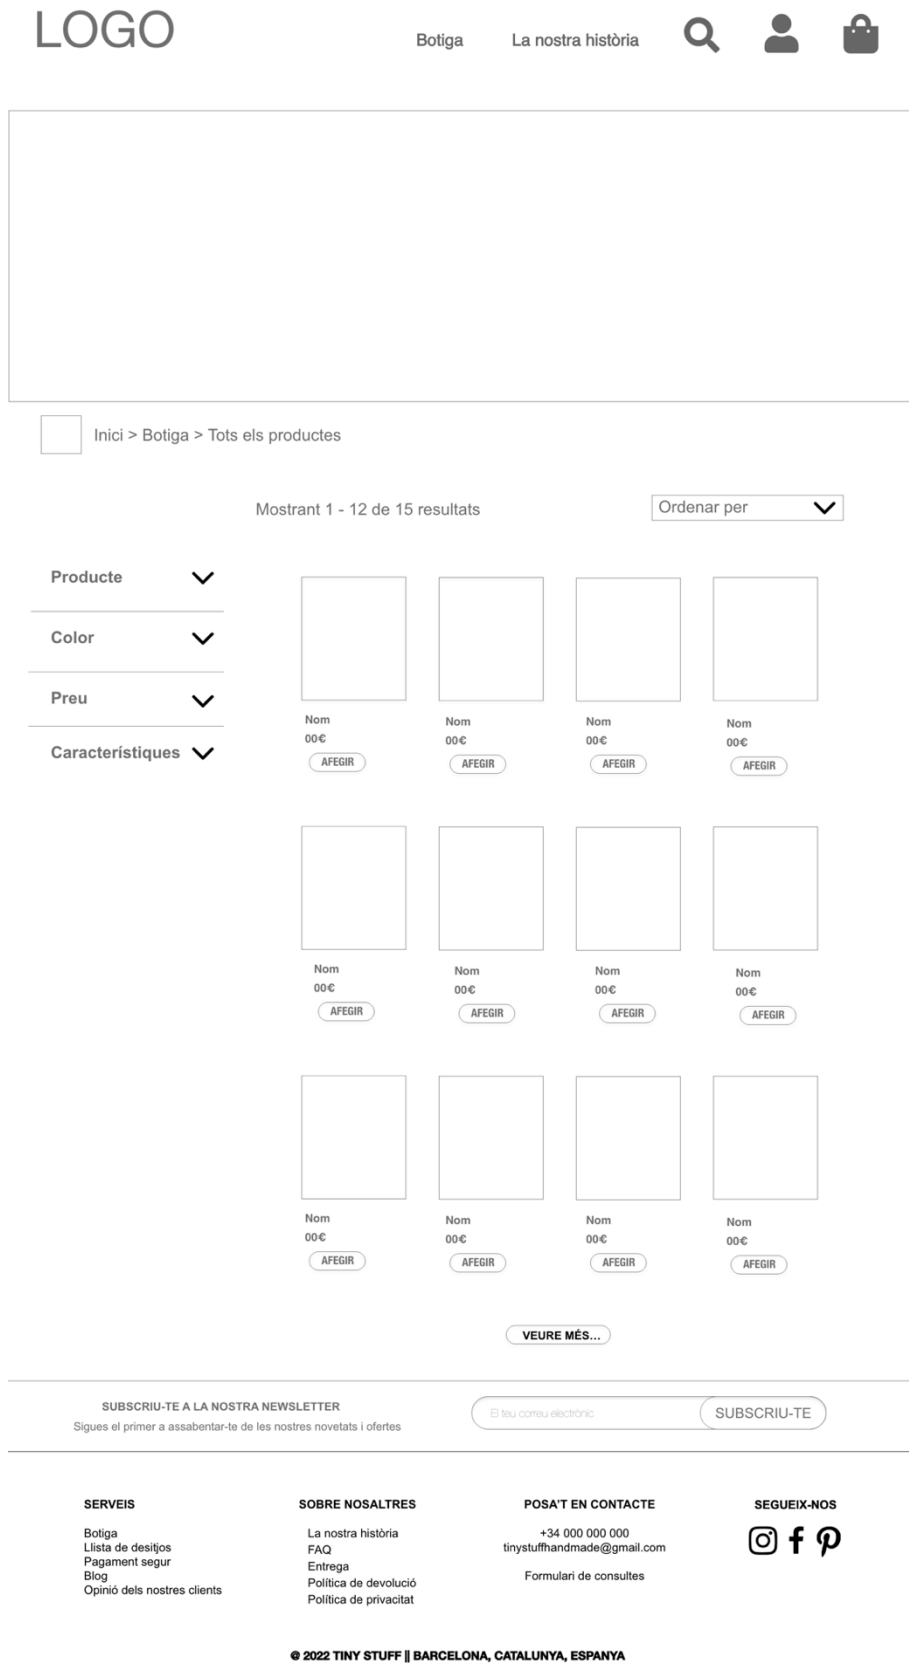 LOGO
Botiga
La nostra història
Inici > Botiga > Tots els productes
Mostrant 1 - 12 de 15 resultats
Ordenar per
Producte
Color
Preu
Característiques
Nom
00€
AFEGIR
Nom
00€
AFEGIR
Nom
00€
AFEGIR
Nom
00€
AFEGIR
Nom
00€
AFEGIR
Nom
00€
AFEGIR
Nom
00€
AFEGIR
Nom
00€
AFEGIR
Nom
00€
AFEGIR
Nom
00€
AFEGIR
Nom
00€
AFEGIR
Nom
00€
AFEGIR
VEURE MÉS...
SUBSCRIU-TE A LA NOSTRA NEWSLETTER
Sigues el primer a assabentar-te de les nostres novetats i ofertes
El teu correu electrònic
SUBSCRIU-TE
SERVEIS
Botiga
Llista de desitjos
Pagament segur
Blog
Opinió dels nostres clients
SOBRE NOSALTRES
La nostra història
FAQ
Entrega
Política de devolució
Política de privacitat
POSA'T EN CONTACTE
+34 000 000 000
tinystuffhandmade@gmail.com
Formulari de consultes
SEGUEIX-NOS
@ 2022 TINY STUFF || BARCELONA, CATALUNYA, ESPANYA